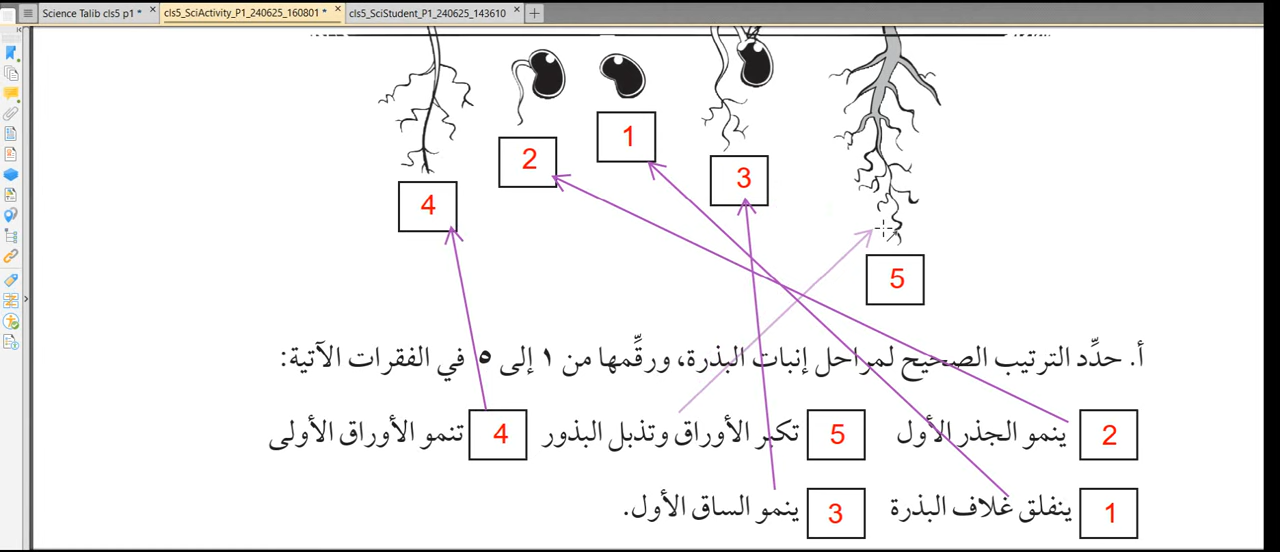 Science Talib cls5 p1 * cls5_SciActivity_P1_240625_160801 * cls5_SciStudent_P1_240625_143610
1
2
3
4
5
أ. حدِّد الترتيب الصحيح لمراحل إنبات البذرة، ورقِّمها من ١ إلى ٥ في الفقرات الآتية:
2 ينمو الجذر الأول 5 تكبر الأوراق وتذبل البذور 4 تنمو الأوراق الأولى
1 ينفلق غلاف البذرة 3 ينمو الساق الأول.